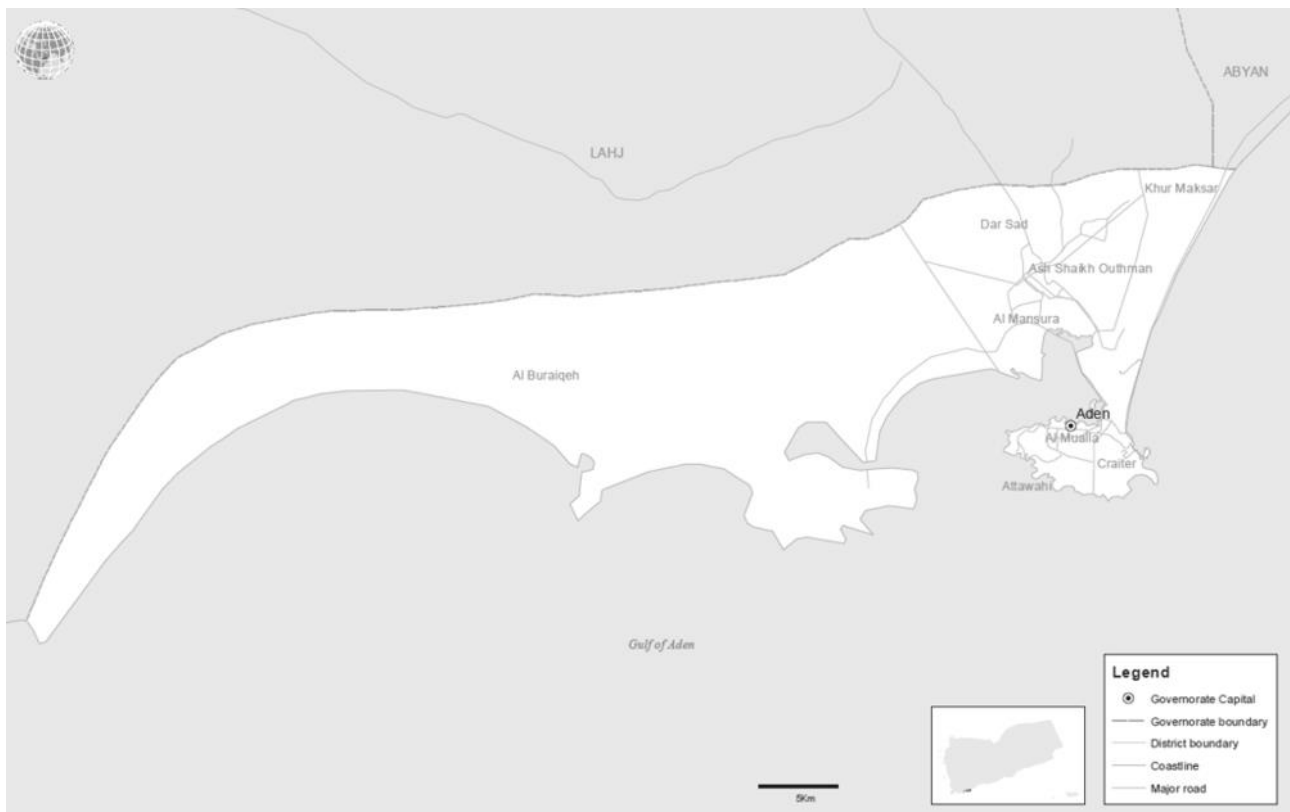 ABYAN
LAHJ
Khur Maksar
Dar Sad
Ash Shaikh Outhman
Al Mansura
Al Buraiqeh
Aden
Al Mualla
Craiter
Attawahi
Gulf of Aden
Legend
Governorate Capital
Governorate boundary
District boundary
Coastline
Major road
5Km